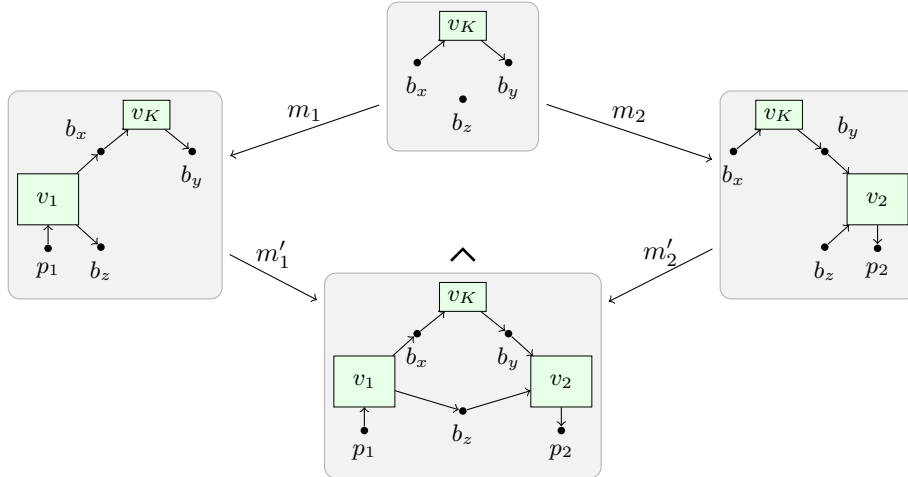 v_K
b_x b_y
b_z
m_1
m_2
v_K
b_x
b_y
v_1
p_1 b_z
v_K
b_y
b_x
v_2
b_z p_2
m'_1
m'_2
v_K
b_x b_y
v_1 v_2
b_z
p_1 p_2